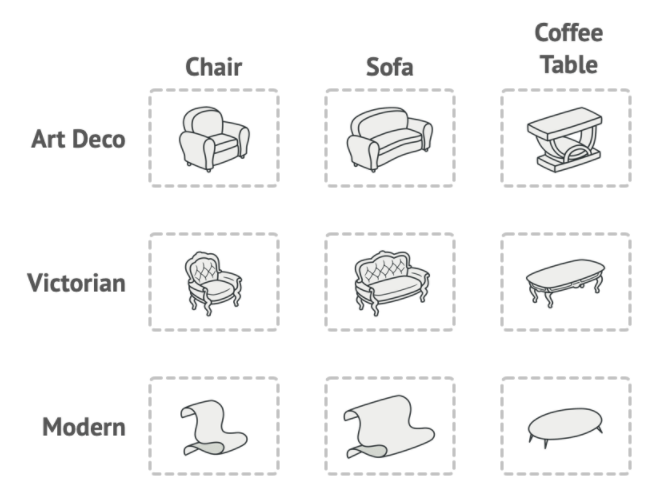 Coffee
Table
Chair
Sofa
Art Deco
Victorian
Modern